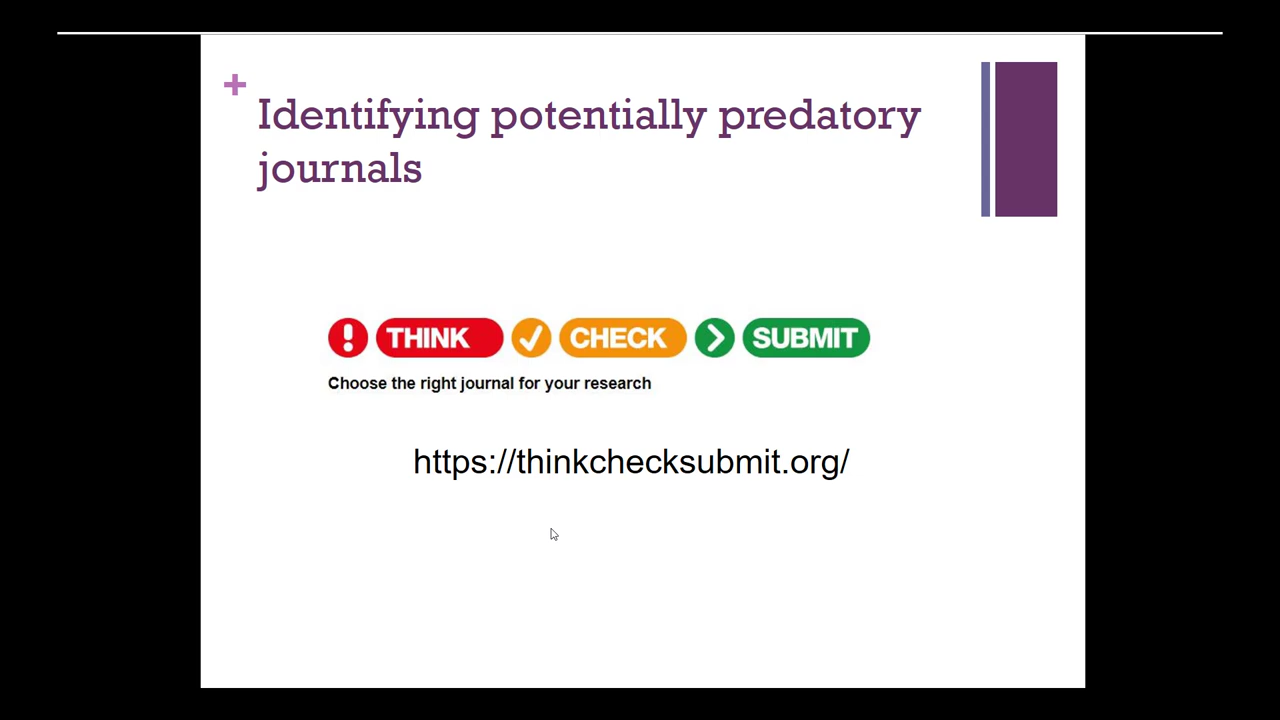 Identifying potentially predatory
journals
THINK CHECK SUBMIT
Choose the right journal for your research
https://thinkchecksubmit.org/